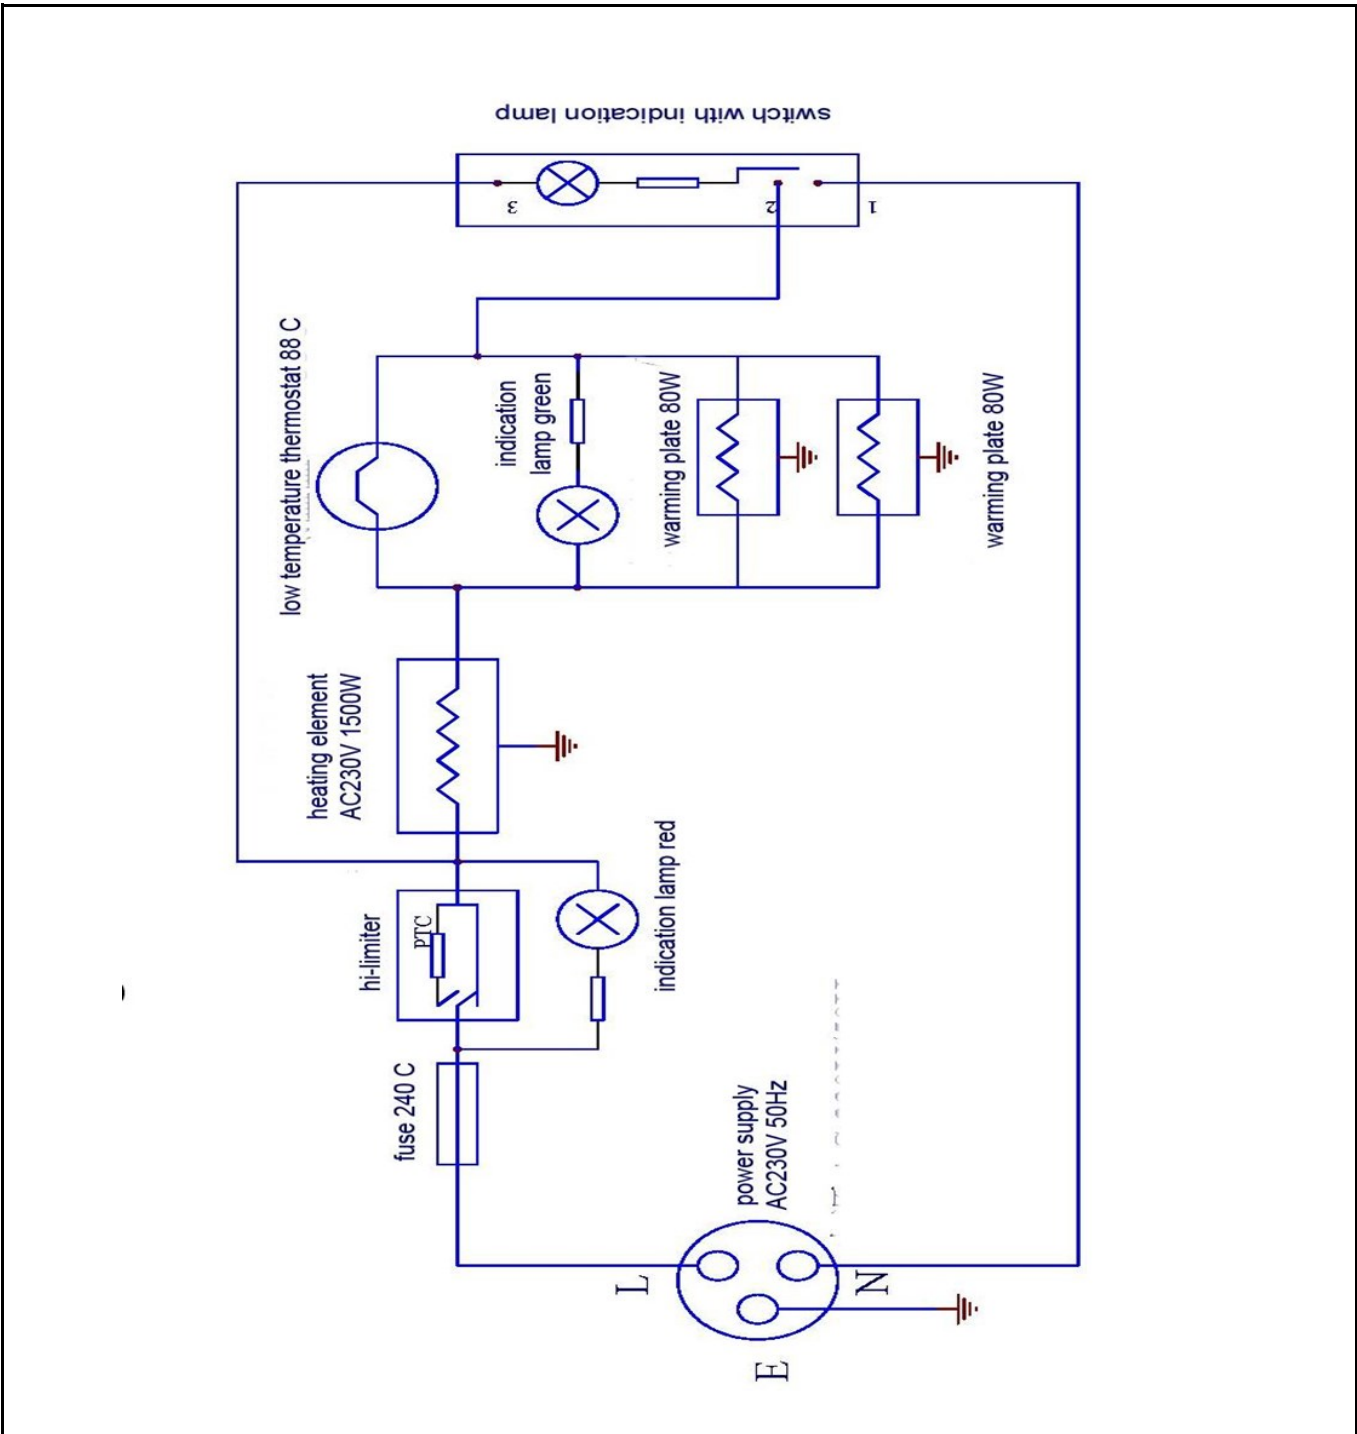 switch with indication lamp
3
2
1
low temperature thermostat 88 C
indication
lamp green
warming plate 80W
warming plate 80W
heating element
AC230V 1500W
hi-limiter
PTC
indication lamp red
fuse 240 C
power supply
AC230V 50Hz
L
N
E